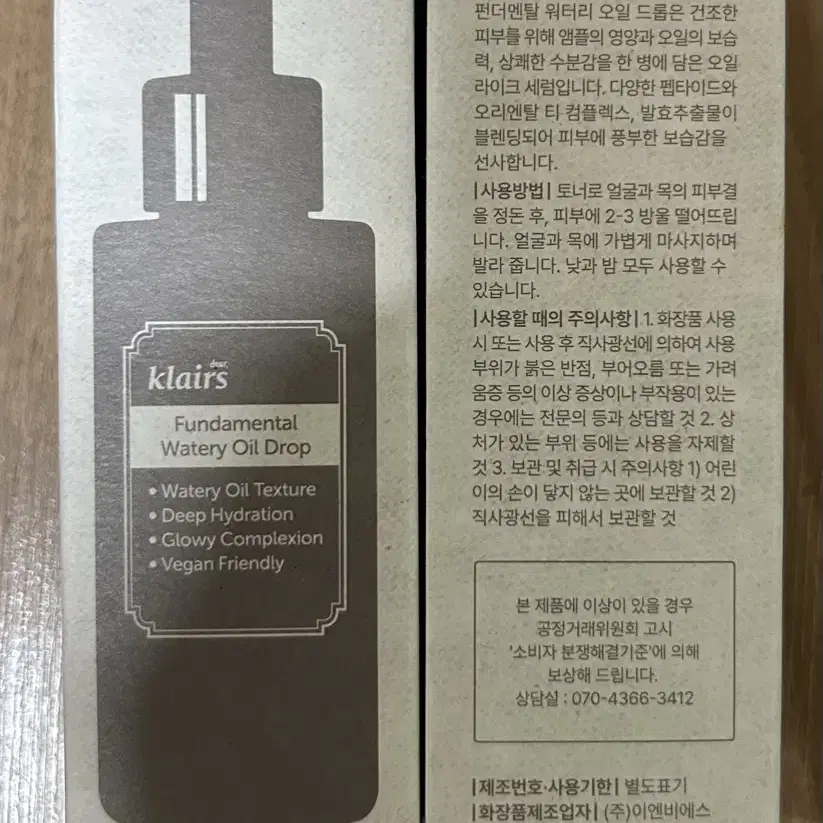 dear,
klairs
Fundamental
Watery Oil Drop
• Watery Oil Texture
• Deep Hydration
• Glowy Complexion
• Vegan Friendly
펀더멘탈 워터리 오일 드롭은 건조한
피부를 위해 앰플의 영양과 오일의 보습
력, 상쾌한 수분감을 한 병에 담은 오일
라이크 세럼입니다. 다양한 펩타이드와
오리엔탈 티 컴플렉스, 발효추출물이
블렌딩되어 피부에 풍부한 보습감을
선사합니다.
|사용방법| 토너로 얼굴과 목의 피부결
을 정돈 후, 피부에 2-3 방울 떨어뜨립
니다. 얼굴과 목에 가볍게 마사지하며
발라 줍니다. 낮과 밤 모두 사용할 수
있습니다.
|사용할 때의 주의사항| 1. 화장품 사용
시 또는 사용 후 직사광선에 의하여 사용
부위가 붉은 반점, 부어오름 또는 가려
움증 등의 이상 증상이나 부작용이 있는
경우에는 전문의 등과 상담할 것 2. 상
처가 있는 부위 등에는 사용을 자제할
것 3. 보관 및 취급 시 주의사항 1) 어린
이의 손이 닿지 않는 곳에 보관할 것 2)
직사광선을 피해서 보관할 것
본 제품에 이상이 있을 경우
공정거래위원회 고시
'소비자 분쟁해결기준'에 의해
보상해 드립니다.
상담실 : 070-4366-3412
|제조번호·사용기한| 별도표기
|화장품제조업자| (주)이엔비에스